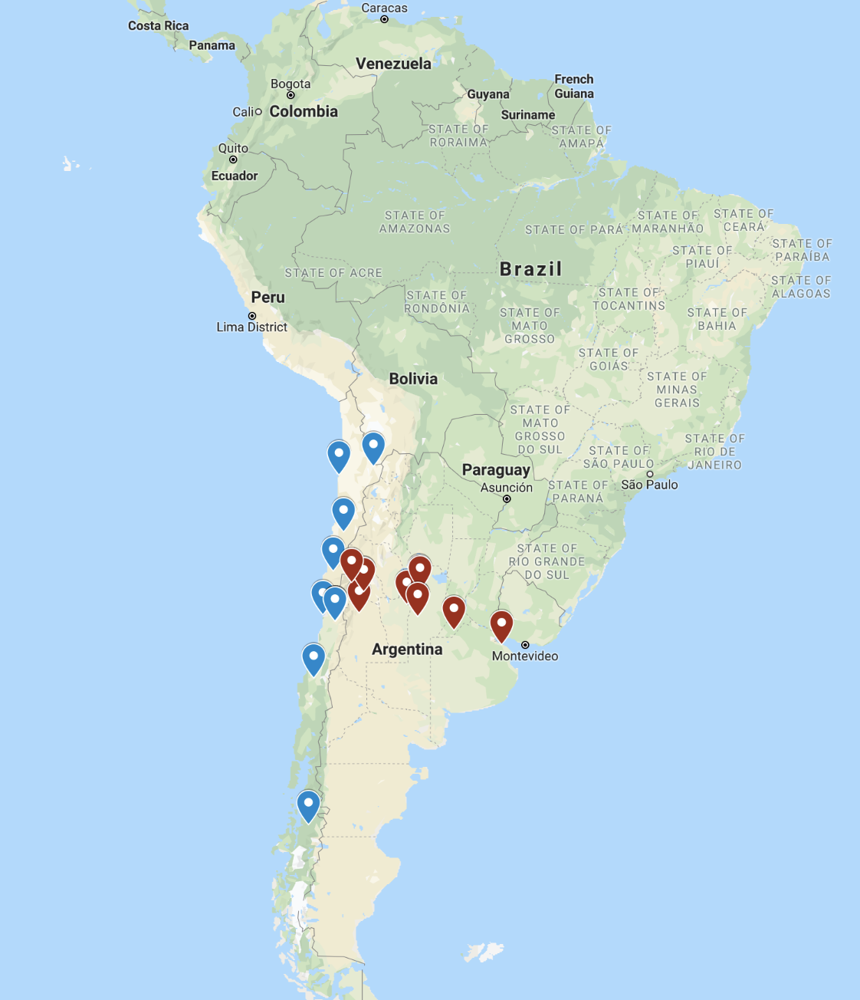 Caracas
Costa Rica
Panama
Venezuela
Bogota
French
Guiana
Guyana
Cali
Colombia
Suriname
STATE OF
RORAIMA
STATE OF
AMAPÁ
Quito
Ecuador
STATE OF
AMAZONAS
STATE OF PARÁ
STATE OF
MARANHÃO
STATE OF
CEARÁ
STATE OF
PIAUÍ
STATE OF
PARAÍBA
STATE OF ACRE
Brazil
STATE OF
ALAGOAS
Peru
STATE OF
RONDÔNIA
STATE OF
TOCANTINS
Lima District
STATE OF
MATO
GROSSO
STATE OF
BAHIA
STATE OF
GOIÁS
Bolivia
STATE OF
MINAS
GERAIS
STATE OF
MATO
GROSSO
DO SUL
STATE OF
RIO DE
JANEIRO
STATE OF
SÃO PAULO
Paraguay
Asunción
São Paulo
STATE OF
PARANÁ
STATE OF
RIO GRANDE
DO SUL
Argentina
Montevideo